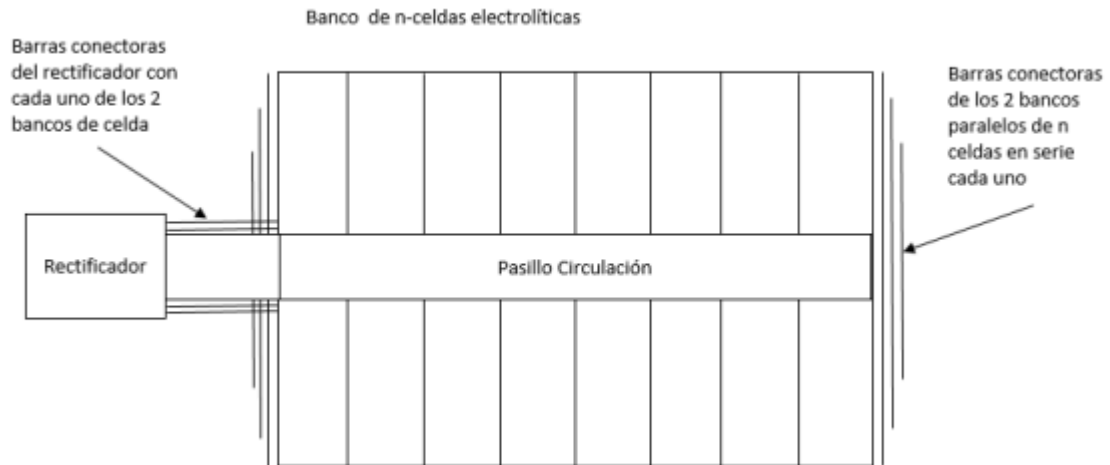 Banco de n-celdas electrolíticas
Barras conectoras
del rectificador con
cada uno de los 2
bancos de celda
Barras conectoras
de los 2 bancos
paralelos de n
celdas en serie
cada uno
Rectificador
Pasillo Circulación